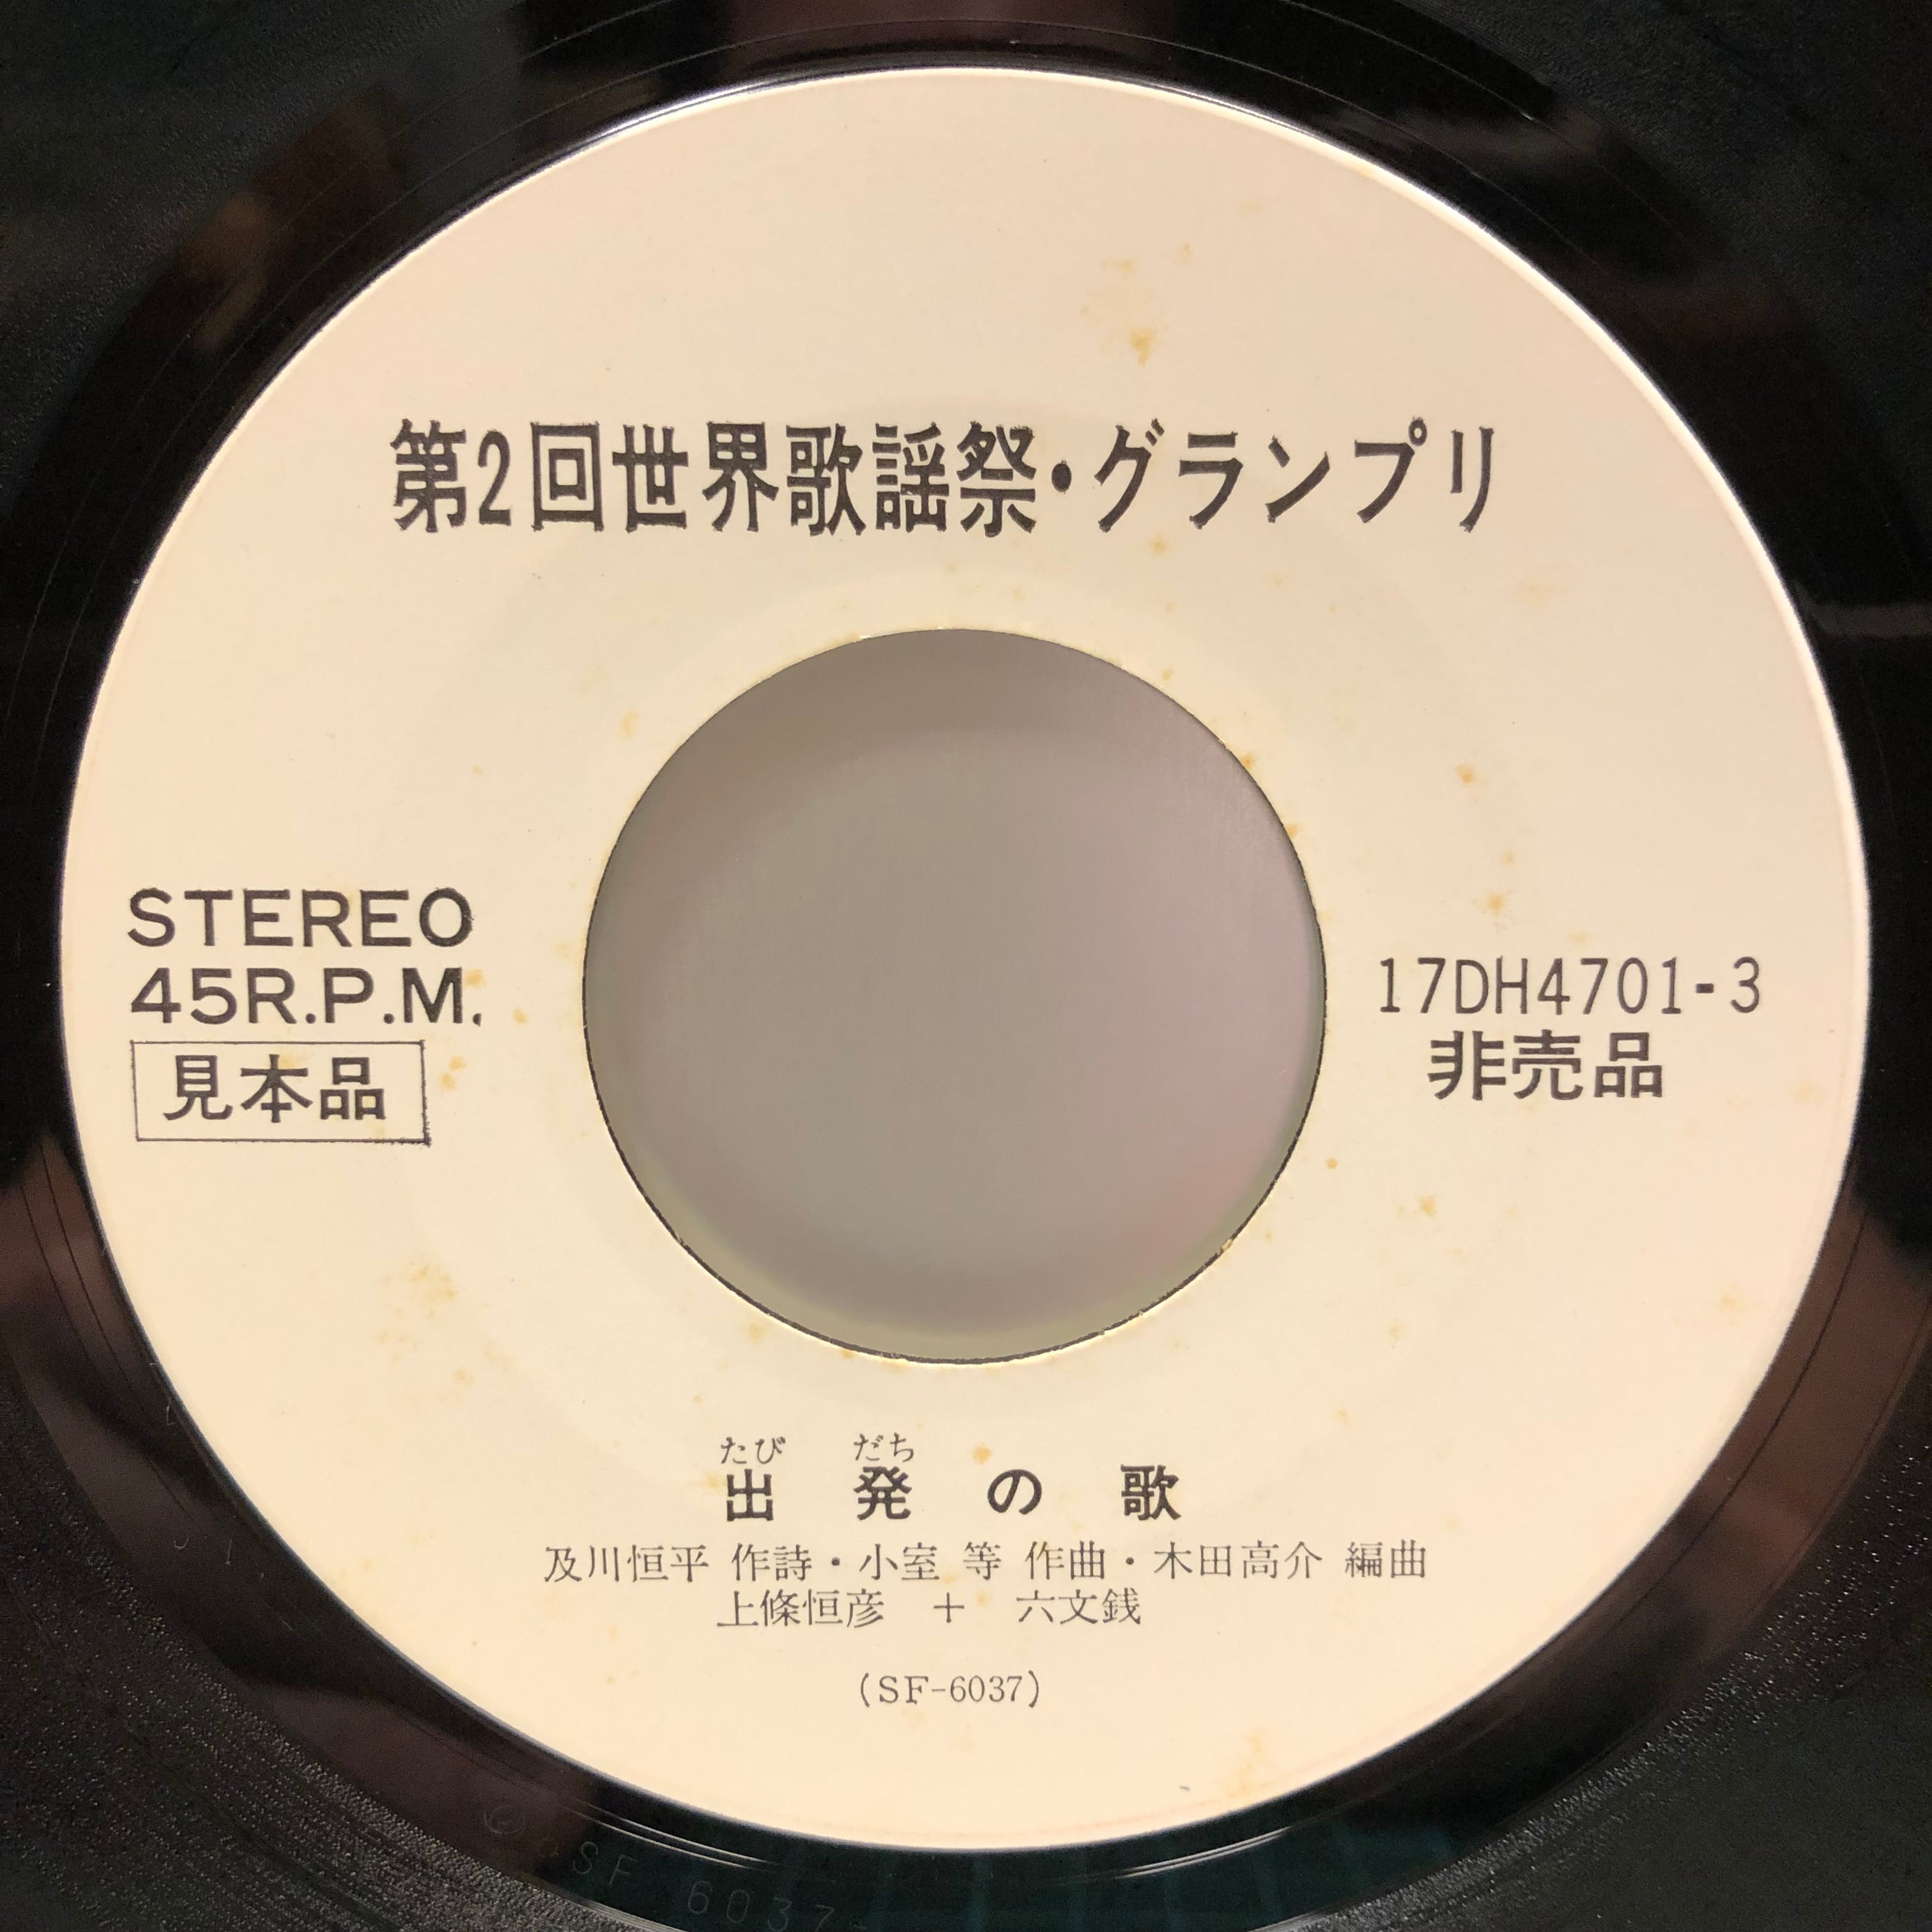 第2回世界歌謡祭・グランプリ
STEREO
45R.P.M.
見本品
17DH4701-3
非売品
たび だち
出発の歌
及川恒平 作詩・小室 等 作曲・木田高介 編曲
上條恒彦 + 六文銭
(SF-6037)
SF 6037-